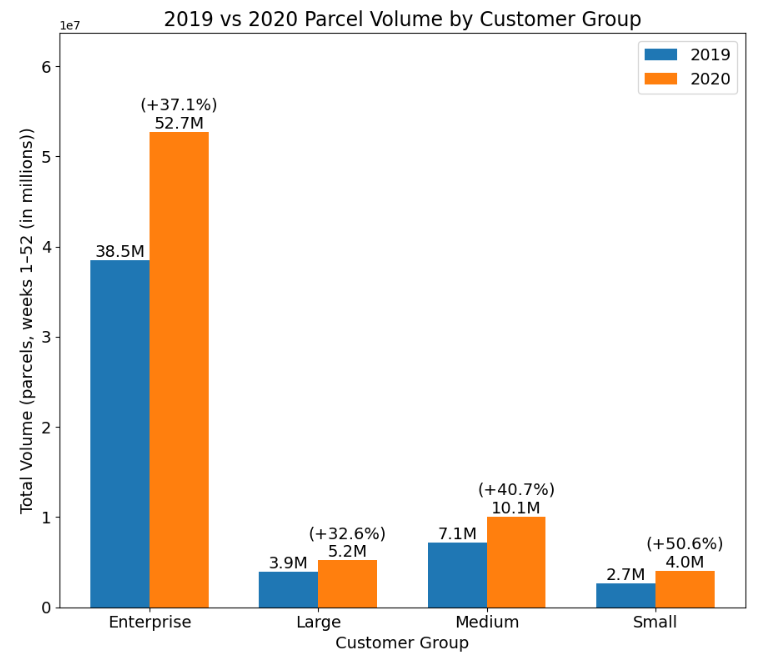 2019 vs 2020 Parcel Volume by Customer Group
1e7
2019
2020
6
5
4
3
2
1
0
Total Volume (parcels, weeks 1–52 (in millions))
(+37.1%)
52.7M
38.5M
(+32.6%)
5.2M
3.9M
(+40.7%)
10.1M
7.1M
(+50.6%)
4.0M
2.7M
Enterprise
Large
Medium
Small
Customer Group